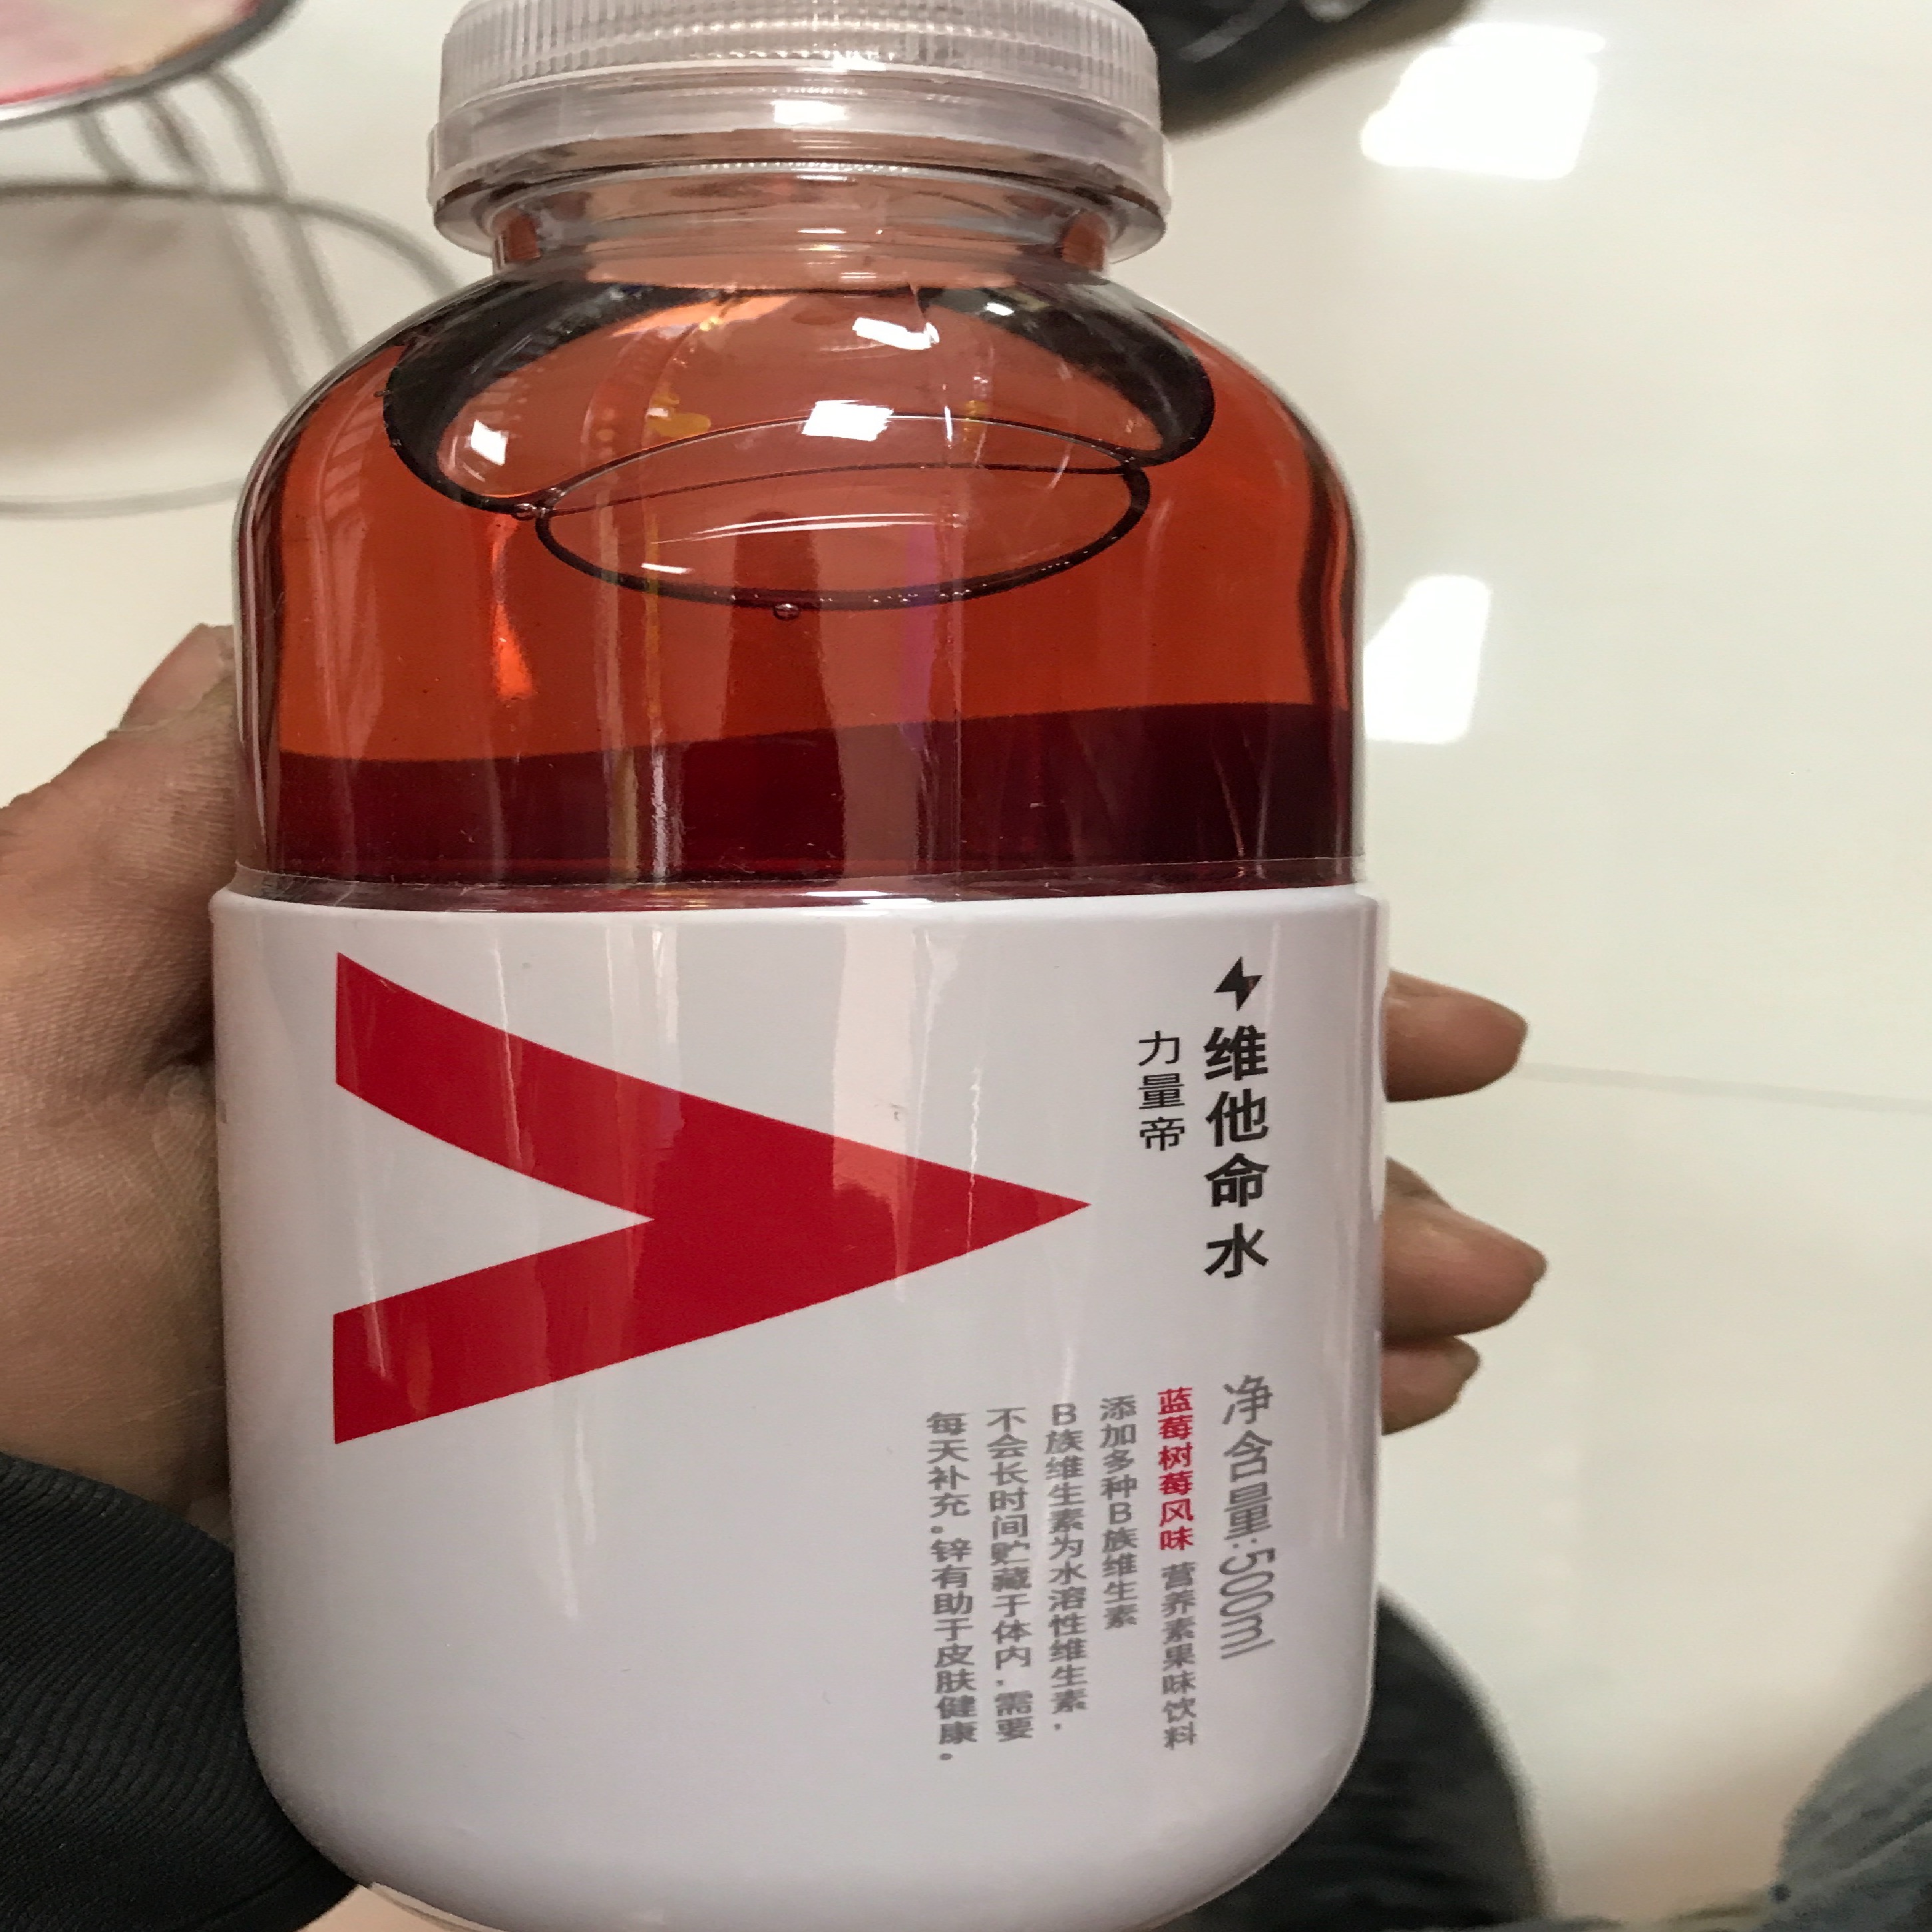 维他命水
力量帝
净含量:500ml
蓝莓树莓风味 营养素果味饮料
添加多种B族维生素
B族维生素为水溶性维生素，
不会长时间贮藏于体内，需要
每天补充。锌有助于皮肤健康。